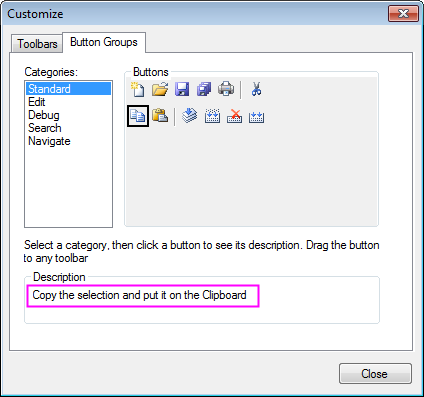 Customize
Toolbars
Button Groups
Categories:
Buttons
Standard
Edit
Debug
Search
Navigate
Select a category, then click a button to see its description. Drag the button
to any toolbar
Description
Copy the selection and put it on the Clipboard
Close